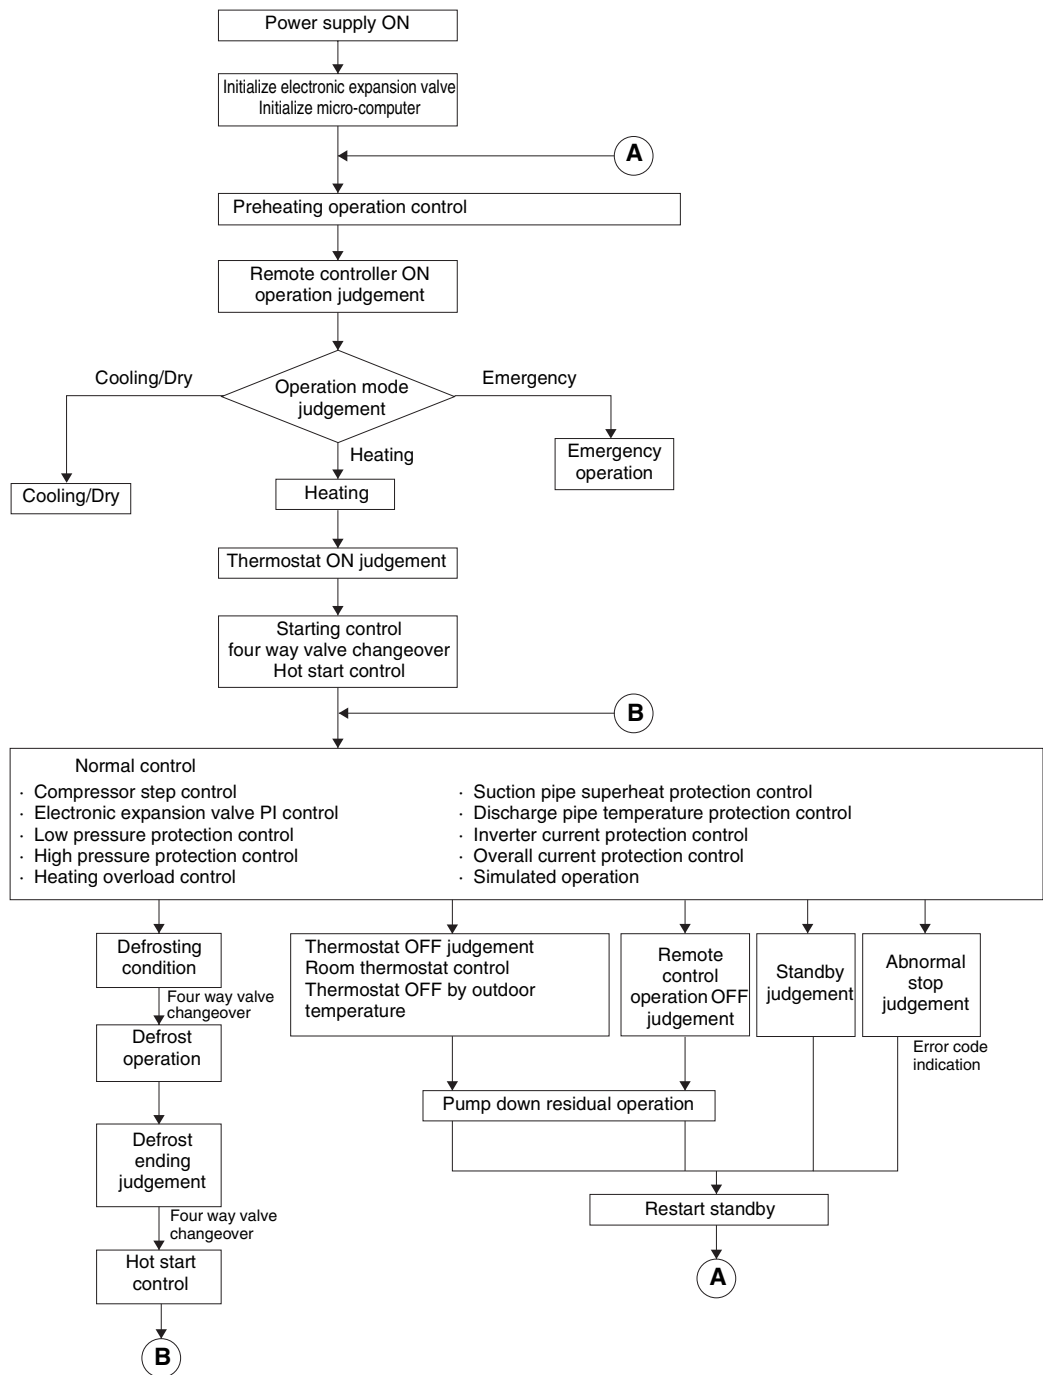 Power supply ON
Initialize electronic expansion valve
Initialize micro-computer
A
Preheating operation control
Remote controller ON
operation judgement
Cooling/Dry
Operation mode
judgement
Emergency
Heating
Emergency
operation
Cooling/Dry
Heating
Thermostat ON judgement
Starting control
four way valve changeover
Hot start control
B
Normal control
· Compressor step control
· Electronic expansion valve PI control
· Low pressure protection control
· High pressure protection control
· Heating overload control
· Suction pipe superheat protection control
· Discharge pipe temperature protection control
· Inverter current protection control
· Overall current protection control
· Simulated operation
Defrosting
condition
Four way valve
changeover
Defrost
operation
Defrost
ending
judgement
Four way valve
changeover
Hot start
control
B
Thermostat OFF judgement
Room thermostat control
Thermostat OFF by outdoor
temperature
Remote
control
operation OFF
judgement
Standby
judgement
Abnormal
stop
judgement
Error code
indication
Pump down residual operation
Restart standby
A